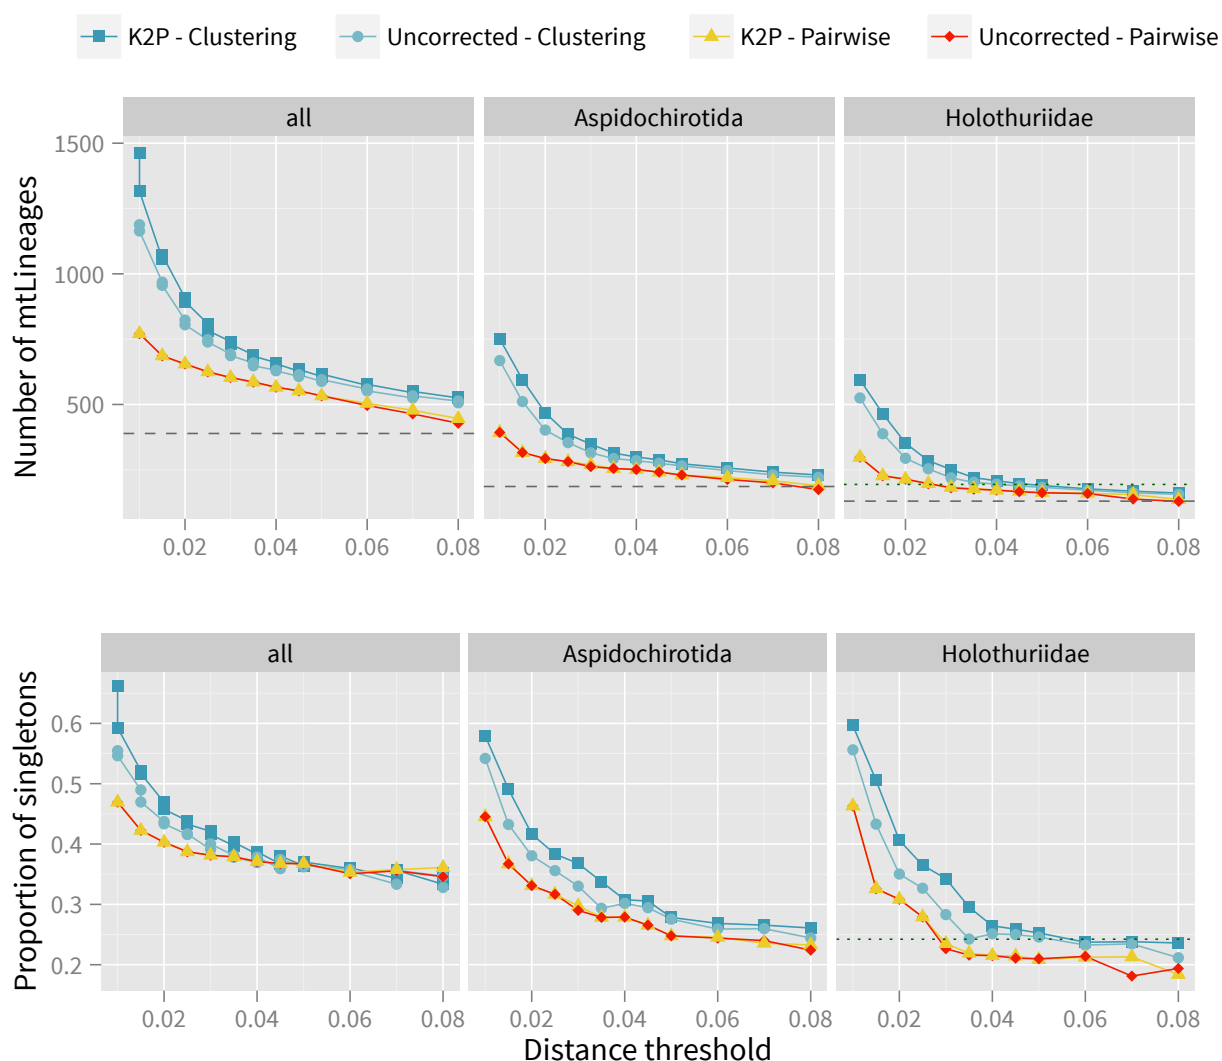 K2P - Clustering Uncorrected - Clustering K2P - Pairwise Uncorrected - Pairwise
all Aspidochirotida Holothuriidae
Number of mtLineages
1500
1000
500
0.02 0.04 0.06 0.08 0.02 0.04 0.06 0.08 0.02 0.04 0.06 0.08
all Aspidochirotida Holothuriidae
Proportion of singletons
0.6
0.5
0.4
0.3
0.2
0.02 0.04 0.06 0.08 0.02 0.04 0.06 0.08 0.02 0.04 0.06 0.08
Distance threshold